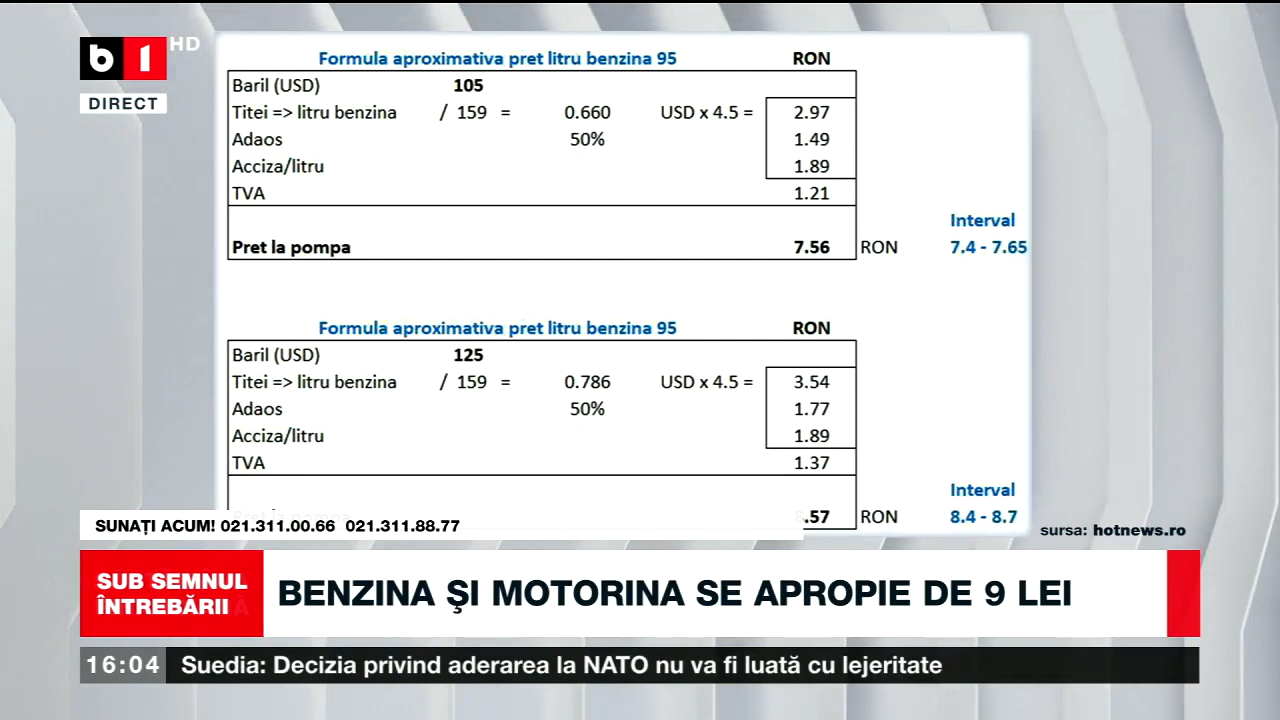 b1 HD
DIRECT
Formula aproximativa pret litru benzina 95 RON
Baril (USD) 105
Titei => litru benzina / 159 = 0.660 USD x 4.5 = 2.97
Adaos 50% 1.49
Acciza/litru 1.89
TVA 1.21
Interval
Pret la pompa 7.56 RON 7.4 - 7.65
Formula aproximativa pret litru benzina 95 RON
Baril (USD) 125
Titei => litru benzina / 159 = 0.786 USD x 4.5 = 3.54
Adaos 50% 1.77
Acciza/litru 1.89
TVA 1.37
Interval
.57 RON 8.4 - 8.7
SUNAȚI ACUM! 021.311.00.66 021.311.88.77
sursa: hotnews.ro
SUB SEMNUL
ÎNTREBĂRII
BENZINA ŞI MOTORINA SE APROPIE DE 9 LEI
16:04 Suedia: Decizia privind aderarea la NATO nu va fi luată cu lejeritate